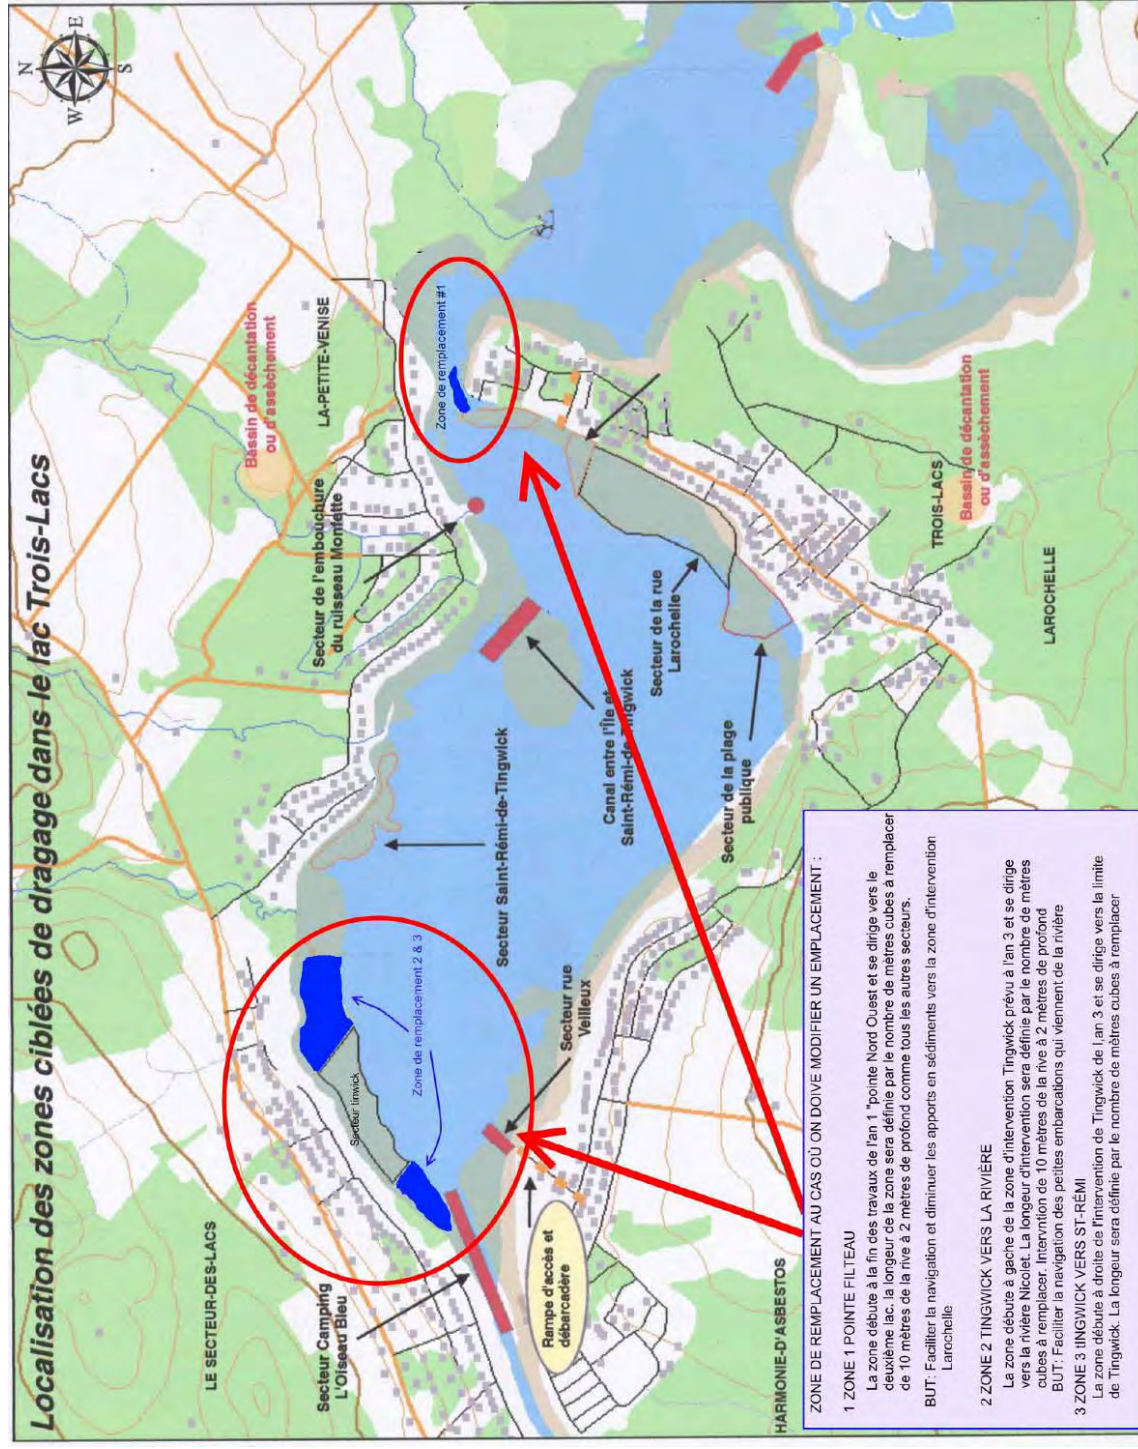 Localisation des zones ciblées de dragage dans le lac Trois-Lacs
N
E
S
W
LE SECTEUR-DES-LACS
Secteur Camping
L'Oiseau Bleu
Secteur tinwick
Zone de remplacement 2 & 3
Secteur de l'embouchure
du ruisseau Monfette
Bassin de décantation
ou d'assèchement
LA-PETITE-VENISE
Zone de remplacement #1
Secteur Saint-Rémi-de-Tingwick
Canal entre l'Île et
Saint-Rémi-de-Tingwick
Secteur rue
Veilleux
Rampe d'accès et
débarcadère
Secteur de la rue
Larochelle
Secteur de la plage
publique
HARMONIE-D'ASBESTOS
TROIS-LACS
Bassin de décantation
ou d'assèchement
LAROCHELLE
ZONE DE REMPLACEMENT AU CAS OÙ ON DOIVE MODIFIER UN EMPLACEMENT :
1 ZONE 1 POINTE FILTEAU
La zone débute à la fin des travaux de l'an 1 "pointe Nord Ouest et se dirige vers le
deuxième lac. la longueur de la zone sera définie par le nombre de mètres cubes à remplacer
de 10 mètres de la rive à 2 mètres de profond comme tous les autres secteurs.
BUT: Faciliter la navigation et diminuer les apports en sédiments vers la zone d'intervention
Larochelle
2 ZONE 2 TINGWICK VERS LA RIVIÈRE
La zone débute à gache de la zone d'intervention Tingwick prévu à l'an 3 et se dirige
vers la rivière Nicolet. La longueur d'intervention sera définie par le nombre de mètres
cubes à remplacer. Intervntion de 10 mètres de la rive à 2 mètres de profond
BUT: Faciliter la navigation des petites embarcations qui viennent de la rivière
3 ZONE 3 TINGWICK VERS ST-RÉMI
La zone débute à droite de l'intervention de Tingwick de l,an 3 et se dirige vers la limite
de Tingwick. La longueur sera définie par le nombre de mètres cubes à remplacer